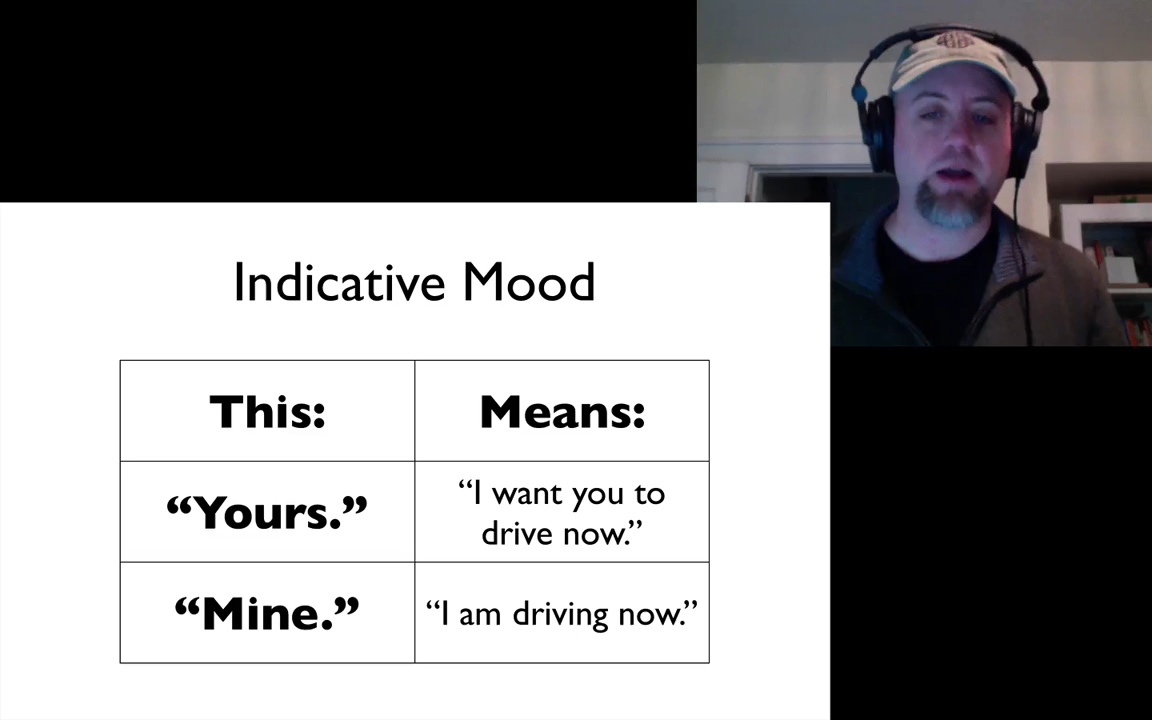 Indicative Mood
This:
Means:
“Yours.”
“I want you to
drive now.”
“Mine.”
“I am driving now.”